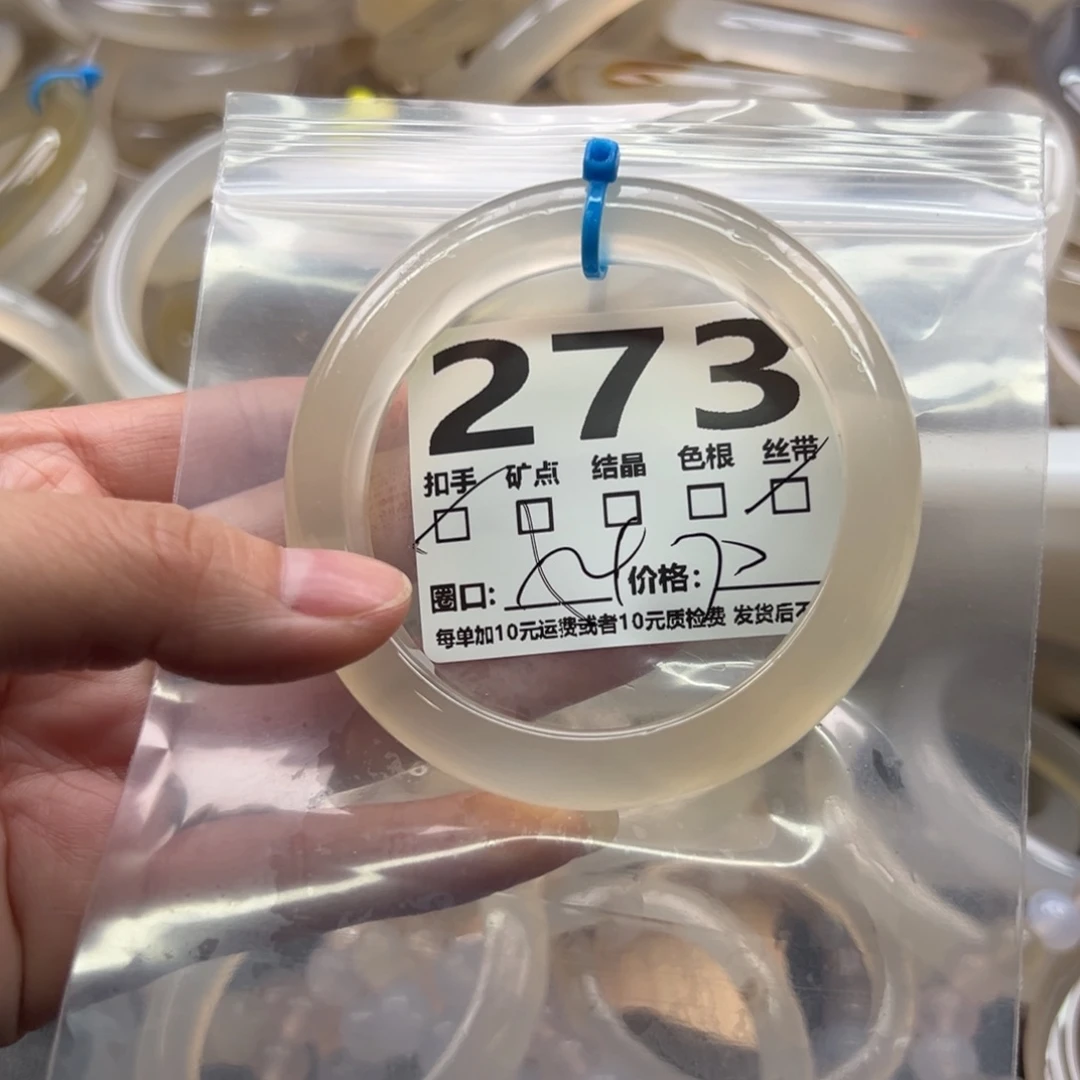 273
扣手 矿点 结晶 色根 丝带
圈口: 价格:
每单加10元运费或者10元质检费 发货后不